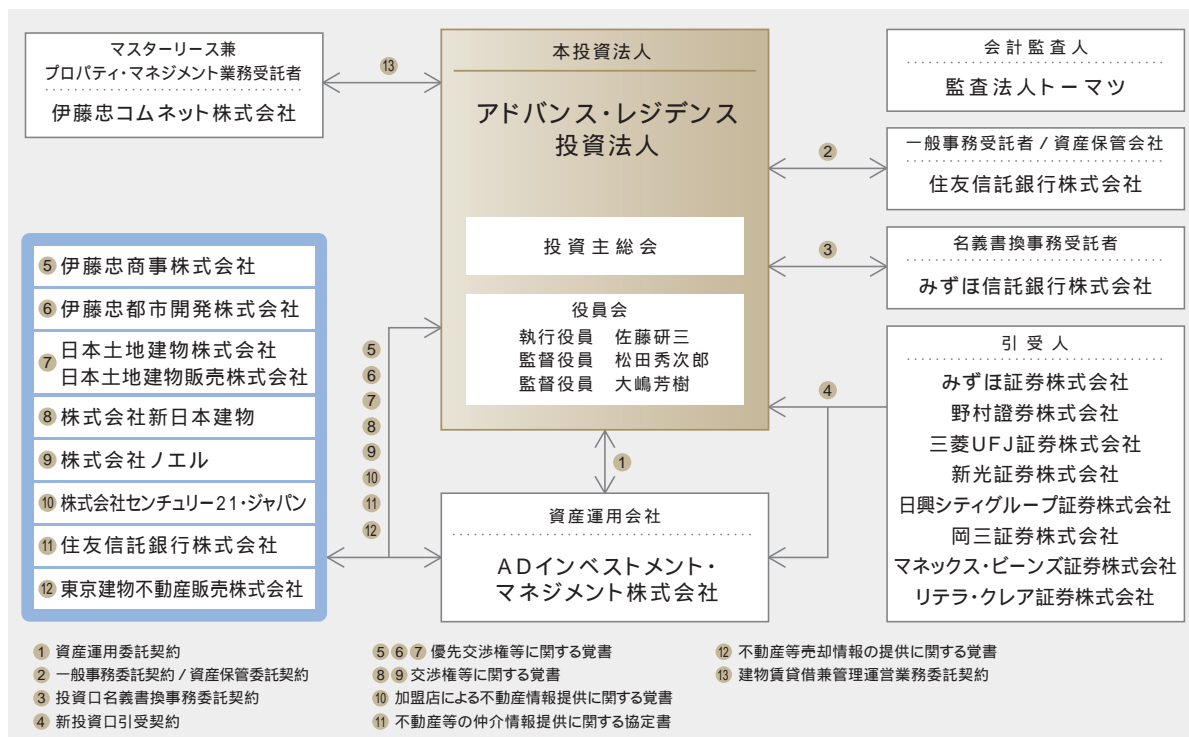 マスターリース兼
プロパティ・マネジメント業務受託者
伊藤忠コムネット株式会社
⑬
本投資法人
アドバンス・レジデンス
投資法人
投資主総会
役員会
執行役員 佐藤研三
監督役員 松田秀次郎
監督役員 大嶋芳樹
会計監査人
監査法人トーマツ
②
一般事務受託者 / 資産保管会社
住友信託銀行株式会社
③
名義書換事務受託者
みずほ信託銀行株式会社
④
引受人
みずほ証券株式会社
野村證券株式会社
三菱UFJ証券株式会社
新光証券株式会社
日興シティグループ証券株式会社
岡三証券株式会社
マネックス・ビーンズ証券株式会社
リテラ・クレア証券株式会社
⑤ 伊藤忠商事株式会社
⑥ 伊藤忠都市開発株式会社
⑦ 日本土地建物株式会社
日本土地建物販売株式会社
⑧ 株式会社新日本建物
⑨ 株式会社ノエル
⑩ 株式会社センチュリー21・ジャパン
⑪ 住友信託銀行株式会社
⑫ 東京建物不動産販売株式会社
⑤
⑥
⑦
⑧
⑨
⑩
⑪
⑫
①
資産運用会社
ADインベストメント・
マネジメント株式会社
① 資産運用委託契約
② 一般事務委託契約 / 資産保管委託契約
③ 投資口名義書換事務委託契約
④ 新投資口引受契約
⑤⑥⑦ 優先交渉権等に関する覚書
⑧⑨ 交渉権等に関する覚書
⑩ 加盟店による不動産情報提供に関する覚書
⑪ 不動産等の仲介情報提供に関する協定書
⑫ 不動産等売却情報の提供に関する覚書
⑬ 建物賃貸借兼管理運営業務委託契約